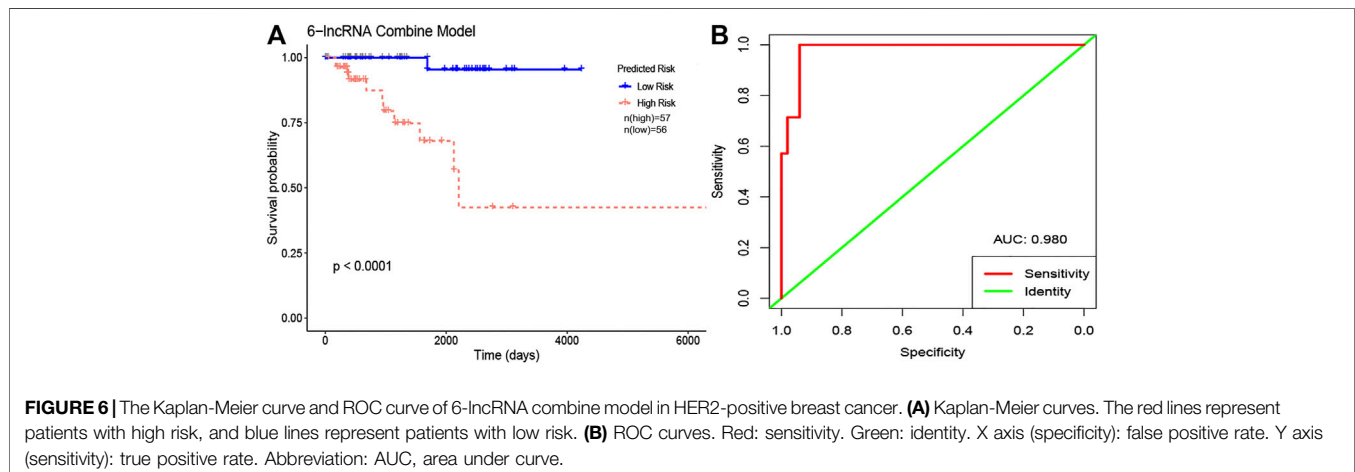 A
6-lncRNA Combine Model
Survival probability
1.00
0.75
0.50
0.25
0.00
Predicted Risk
Low Risk
High Risk
n(high)=57
n(low)=56
p < 0.0001
0
2000
4000
6000
Time (days)
B
Sensitivity
1.0
0.8
0.6
0.4
0.2
0.0
AUC: 0.980
Sensitivity
Identity
1.0
0.8
0.6
0.4
0.2
0.0
Specificity
FIGURE 6 | The Kaplan-Meier curve and ROC curve of 6-lncRNA combine model in HER2-positive breast cancer. (A) Kaplan-Meier curves. The red lines represent
patients with high risk, and blue lines represent patients with low risk. (B) ROC curves. Red: sensitivity. Green: identity. X axis (specificity): false positive rate. Y axis
(sensitivity): true positive rate. Abbreviation: AUC, area under curve.